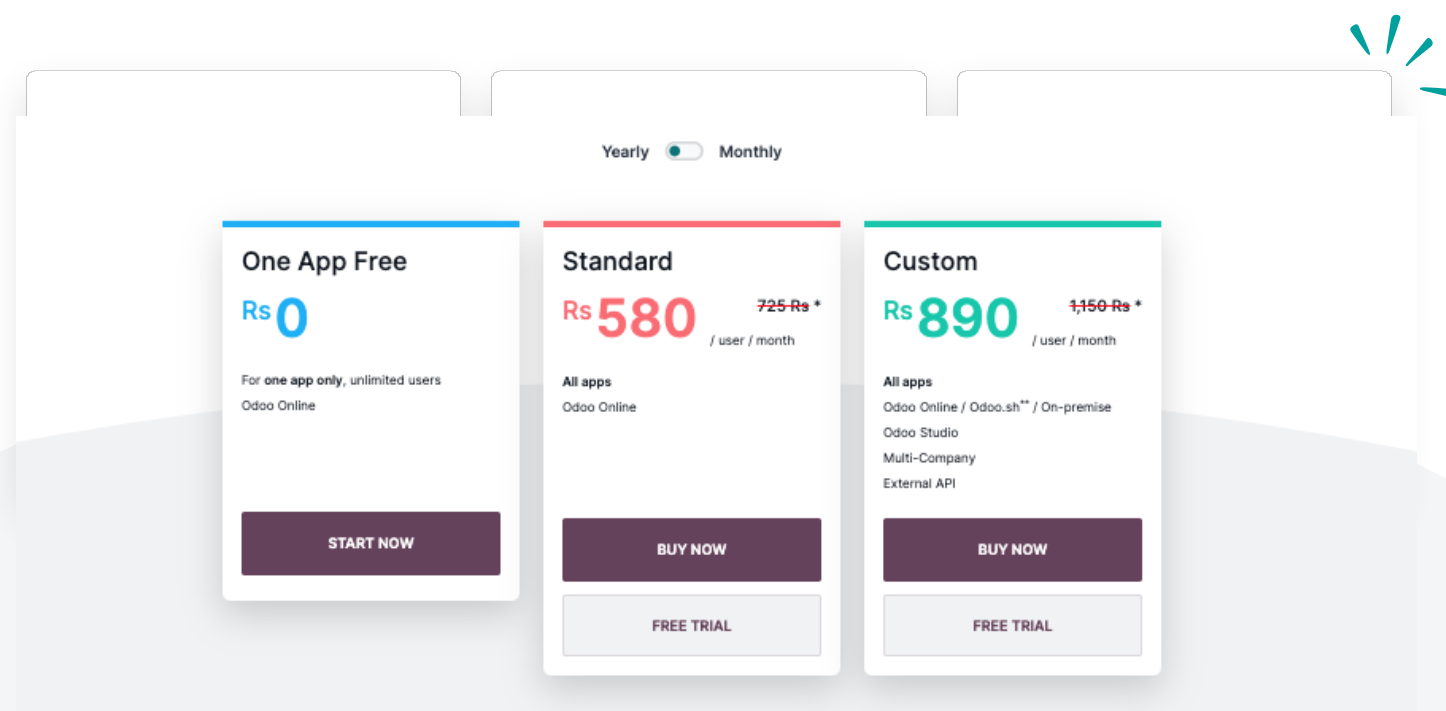 Yearly Monthly
One App Free
Rs 0
For one app only, unlimited users
Odoo Online
START NOW
Standard
Rs 580 725 Rs *
/ user / month
All apps
Odoo Online
BUY NOW
FREE TRIAL
Custom
Rs 890 1,150 Rs *
/ user / month
All apps
Odoo Online / Odoo.sh** / On-premise
Odoo Studio
Multi-Company
External API
BUY NOW
FREE TRIAL